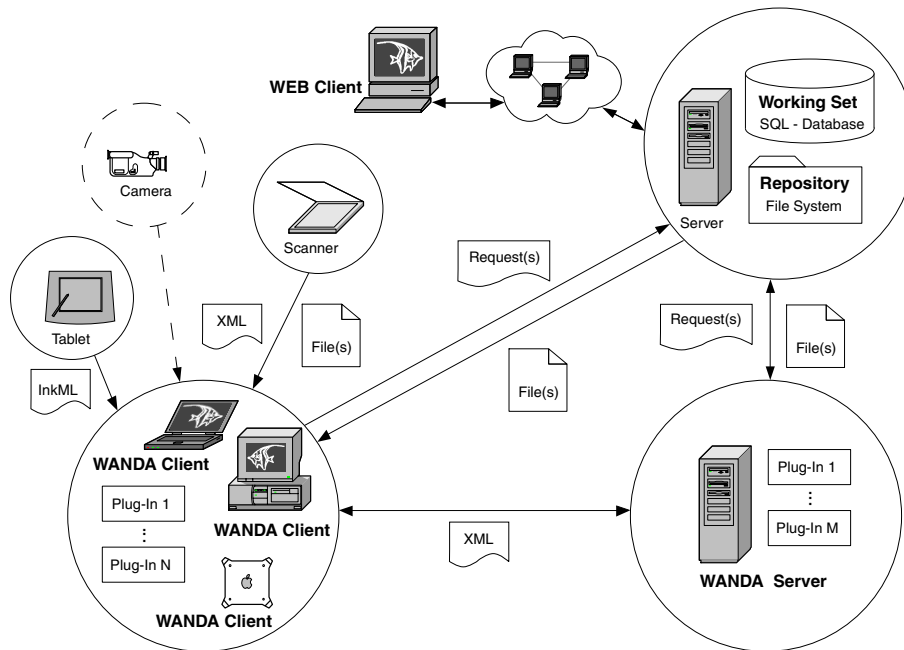 WEB Client
Working Set
SQL - Database
Repository
File System
Server
Camera
Scanner
Tablet
Request(s)
XML
File(s)
InkML
File(s)
Request(s)
File(s)
WANDA Client
Plug-In 1
⋮
Plug-In N
WANDA Client
WANDA Client
XML
Plug-In 1
⋮
Plug-In M
WANDA Server